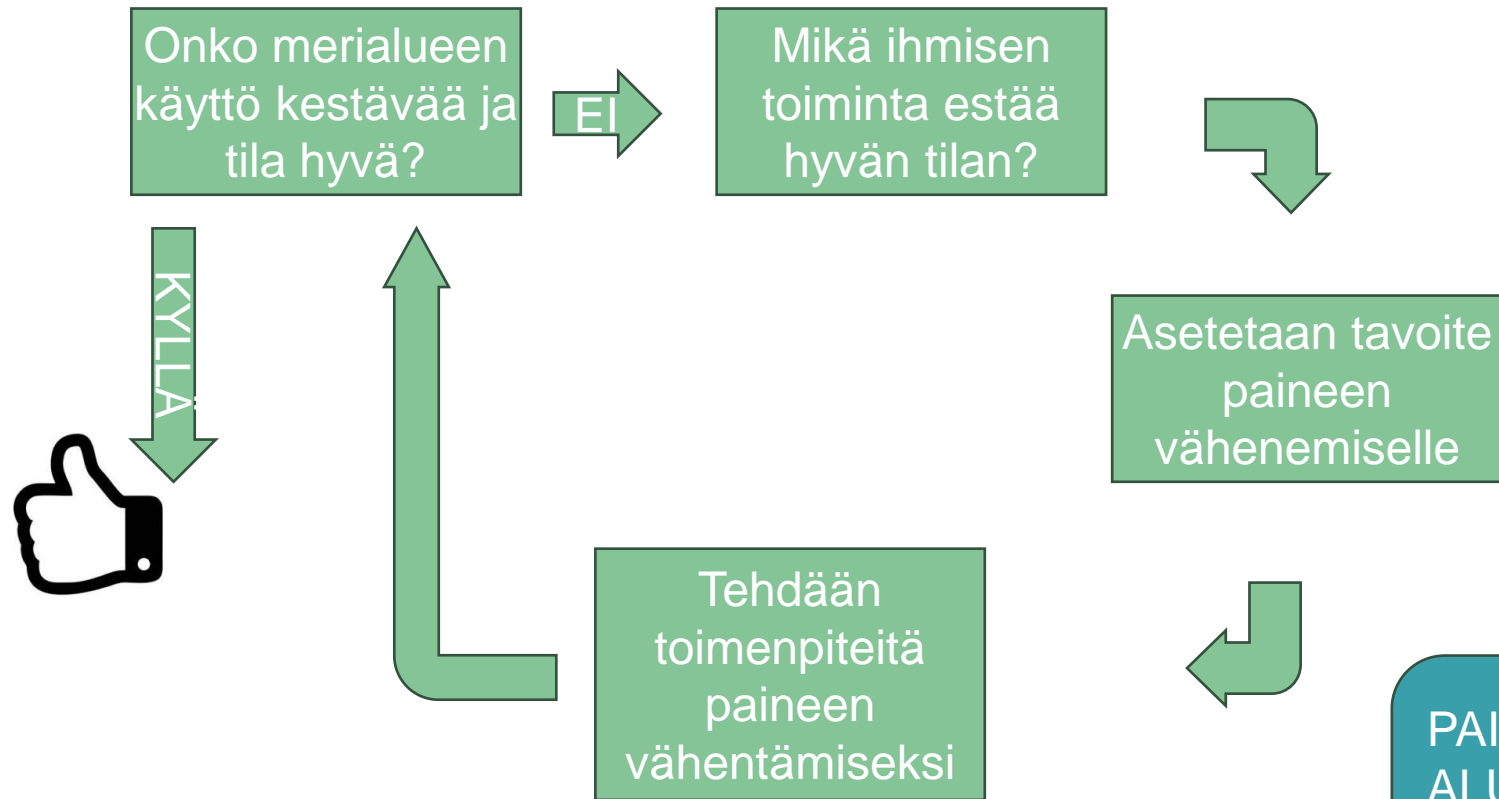 Onko merialueen
käyttö kestävää ja
tila hyvä?
EI
Mikä ihmisen
toiminta estää
hyvän tilan?
KYLLÄ
Asetetaan tavoite
paineen
vähenemiselle
Tehdään
toimenpiteitä
paineen
vähentämiseksi